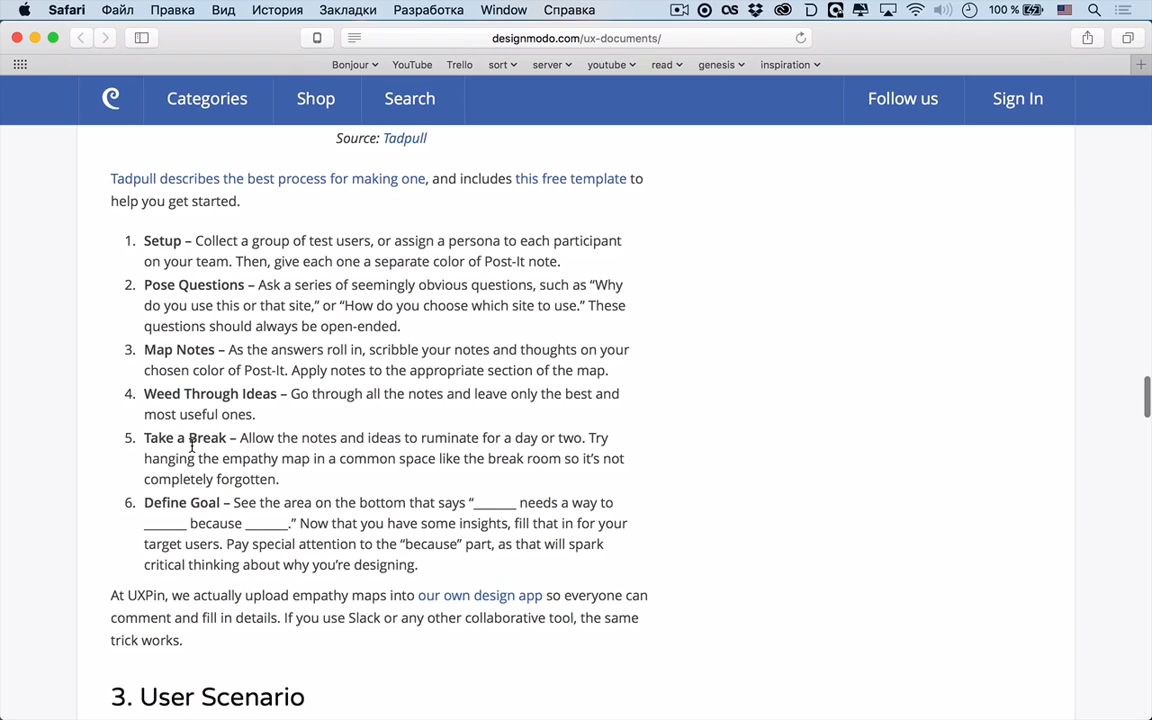 Safari Файл Правка Вид История Закладки Разработка Window Справка 100 %
designmodo.com/ux-documents/
Bonjour YouTube Trello sort server youtube read genesis inspiration
Categories Shop Search Follow us Sign In
Source: Tadpull
Tadpull describes the best process for making one, and includes this free template to
help you get started.
1. Setup – Collect a group of test users, or assign a persona to each participant
on your team. Then, give each one a separate color of Post-It note.
2. Pose Questions – Ask a series of seemingly obvious questions, such as “Why
do you use this or that site,” or “How do you choose which site to use.” These
questions should always be open-ended.
3. Map Notes – As the answers roll in, scribble your notes and thoughts on your
chosen color of Post-It. Apply notes to the appropriate section of the map.
4. Weed Through Ideas – Go through all the notes and leave only the best and
most useful ones.
5. Take a Break – Allow the notes and ideas to ruminate for a day or two. Try
hanging the empathy map in a common space like the break room so it’s not
completely forgotten.
6. Define Goal – See the area on the bottom that says “______ needs a way to
______ because ______.” Now that you have some insights, fill that in for your
target users. Pay special attention to the “because” part, as that will spark
critical thinking about why you’re designing.
At UXPin, we actually upload empathy maps into our own design app so everyone can
comment and fill in details. If you use Slack or any other collaborative tool, the same
trick works.
3. User Scenario